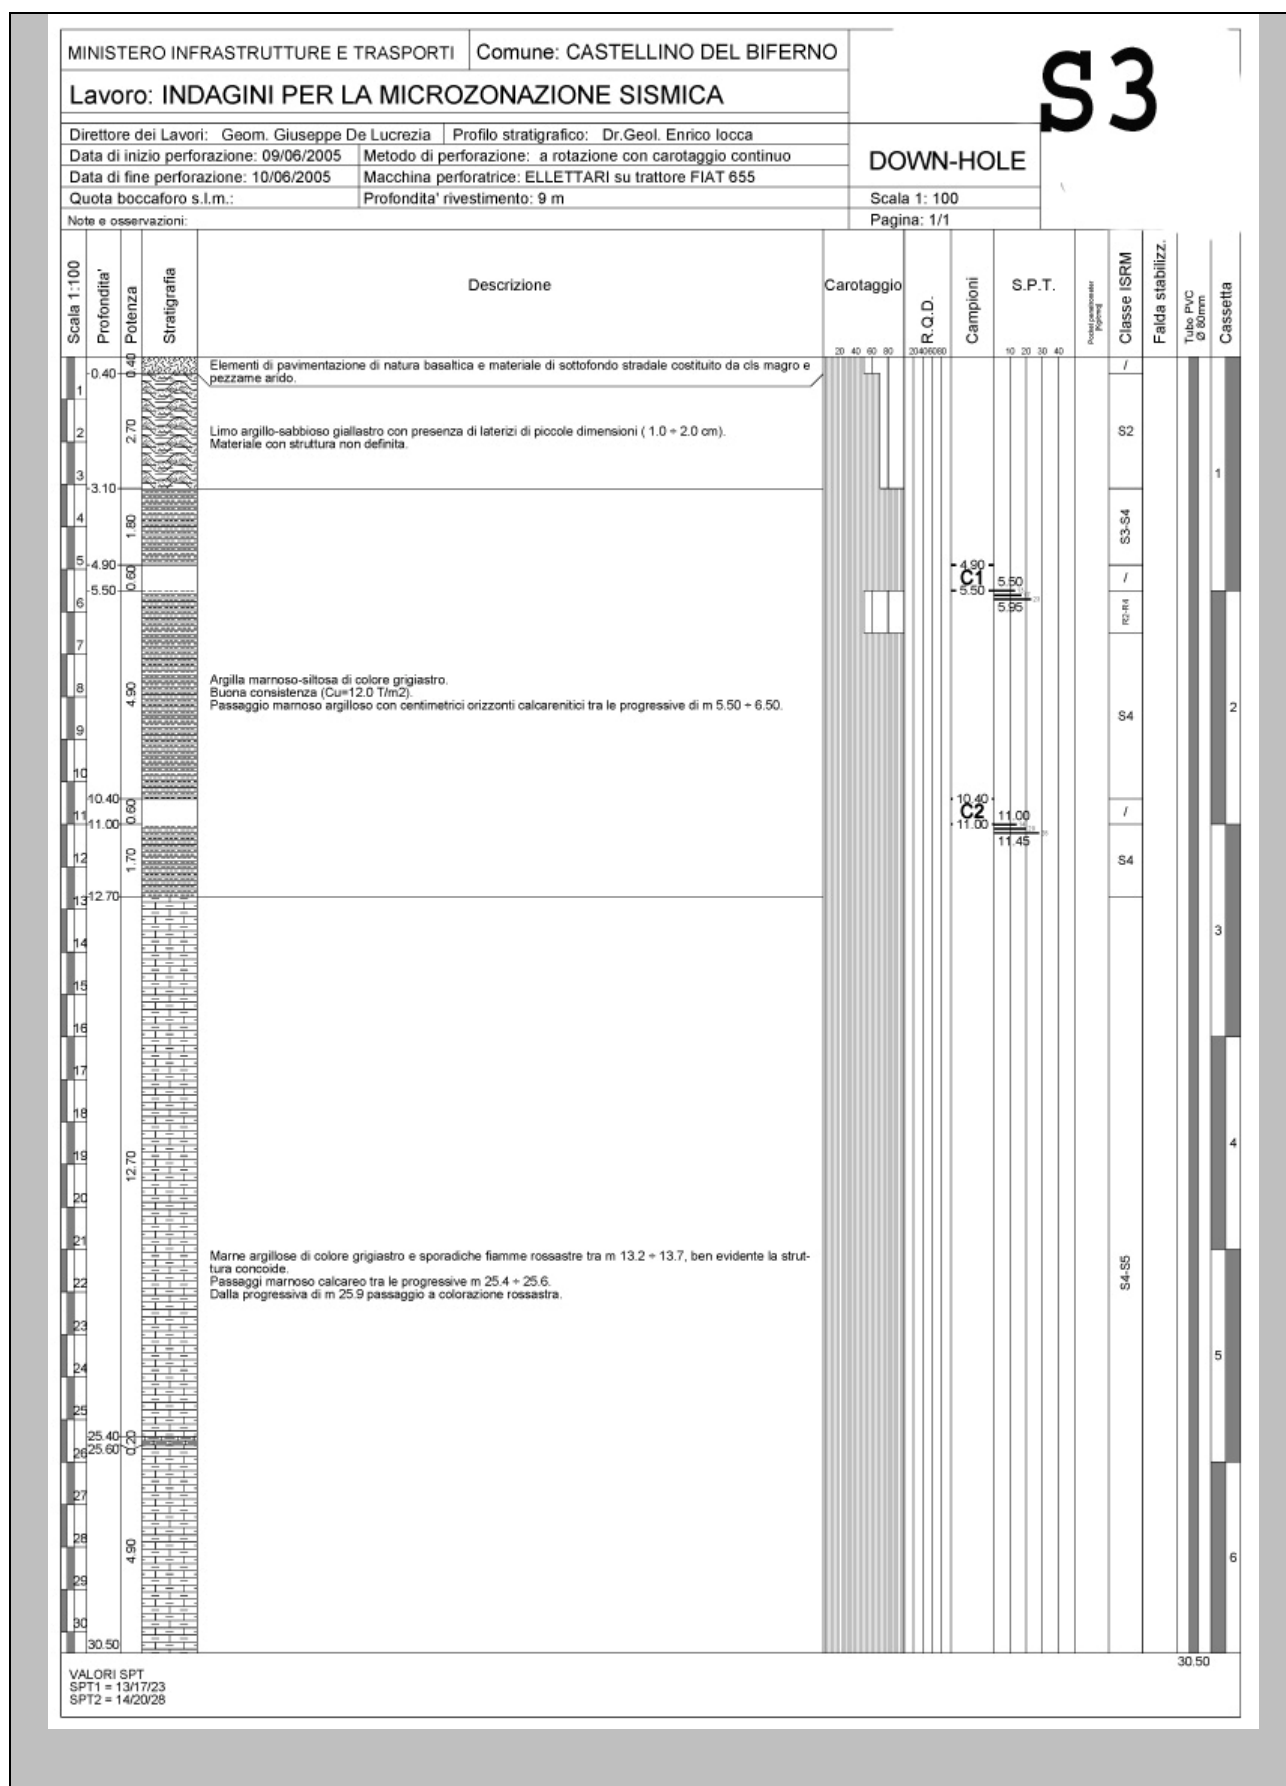 MINISTERO INFRASTRUTTURE E TRASPORTI
Comune: CASTELLINO DEL BIFERNO
S3
Lavoro: INDAGINI PER LA MICROZONAZIONE SISMICA
Direttore dei Lavori: Geom. Giuseppe De Lucrezia
Profilo stratigrafico: Dr.Geol. Enrico Iocca
Data di inizio perforazione: 09/06/2005
Metodo di perforazione: a rotazione con carotaggio continuo
DOWN-HOLE
Data di fine perforazione: 10/06/2005
Macchina perforatrice: ELLETTARI su trattore FIAT 655
Quota boccaforo s.l.m.:
Profondita' rivestimento: 9 m
Scala 1: 100
Note e osservazioni:
Pagina: 1/1
Scala 1:100
Profondita'
Potenza
Stratigrafia
Descrizione
Carotaggio
R.Q.D.
Campioni
S.P.T.
Classe ISRM
Falda stabilizz.
Tubo PVC
Ø 80mm
Cassetta
20 40 60 80
20406080
10 20 30 40
0.40
-0.40
Elementi di pavimentazione di natura basaltica e materiale di sottofondo stradale costituito da cls magro e
pezzame arido.
/
1
2
3
2.70
Limo argillo-sabbioso giallastro con presenza di laterizi di piccole dimensioni ( 1.0 ÷ 2.0 cm).
Materiale con struttura non definita.
S2
1
-3.10
4
1.80
S3-S4
5
-4.90
0.60
4.90
C1
5.50
/
-5.50
5.50
5.95
6
R2-R4
7
8
9
10
4.90
Argilla marnoso-siltosa di colore grigiastro.
Buona consistenza (Cu=12.0 T/m2).
Passaggio marnoso argilloso con centimetrici orizzonti calcarenitici tra le progressive di m 5.50 ÷ 6.50.
S4
2
10.40
0.60
10.40
C2
11.00
/
11
11.00
11.00
11.45
12
1.70
S4
13
12.70
14
3
15
16
17
18
19
12.70
4
20
21
Marne argillose di colore grigiastro e sporadiche fiamme rossastre tra m 13.2 ÷ 13.7, ben evidente la strut-
tura concoide.
Passaggi marnoso calcareo tra le progressive m 25.4 ÷ 25.6.
Dalla progressiva di m 25.9 passaggio a colorazione rossastra.
S4-S5
22
23
24
5
25
25.40
25.60
0.20
26
27
28
4.90
6
29
30
30.50
30.50
VALORI SPT
SPT1 = 13/17/23
SPT2 = 14/20/28